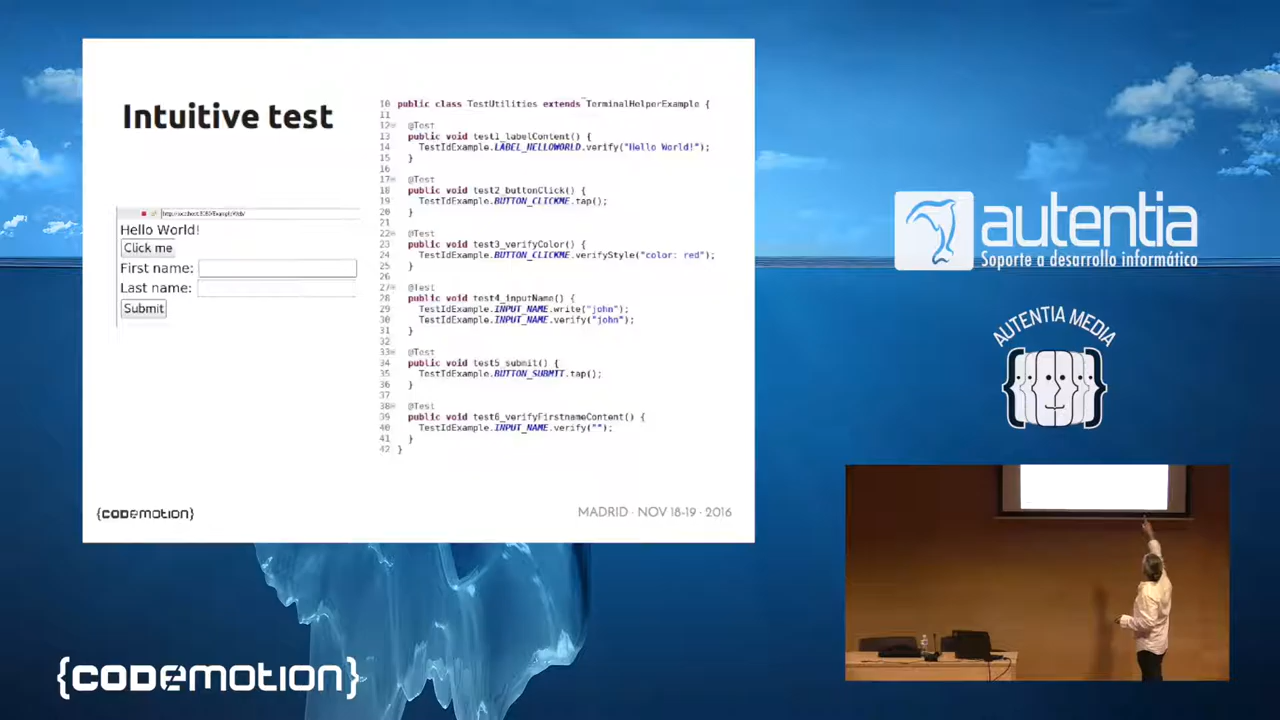 Intuitive test
http://localhost:8080/ExampleWeb/
Hello World!
Click me
First name:
Last name:
Submit
10 public class TestUtilities extends TerminalHelperExample {
11
12 @Test
13 public void test1_labelContent() {
14 TestIdExample.LABEL_HELLOWORLD.verify("Hello World!");
15 }
16
17 @Test
18 public void test2_buttonClick() {
19 TestIdExample.BUTTON_CLICKME.tap();
20 }
21
22 @Test
23 public void test3_verifyColor() {
24 TestIdExample.BUTTON_CLICKME.verifyStyle("color: red");
25 }
26
27 @Test
28 public void test4_inputName() {
29 TestIdExample.INPUT_NAME.write("john");
30 TestIdExample.INPUT_NAME.verify("john");
31 }
32
33 @Test
34 public void test5_submit() {
35 TestIdExample.BUTTON_SUBMIT.tap();
36 }
37
38 @Test
39 public void test6_verifyFirstnameContent() {
40 TestIdExample.INPUT_NAME.verify("");
41 }
42 }
{CODEMOTION}
MADRID · NOV 18-19 · 2016
autentia
Soporte a desarrollo informático
AUTENTIA MEDIA
{CODEMOTION}